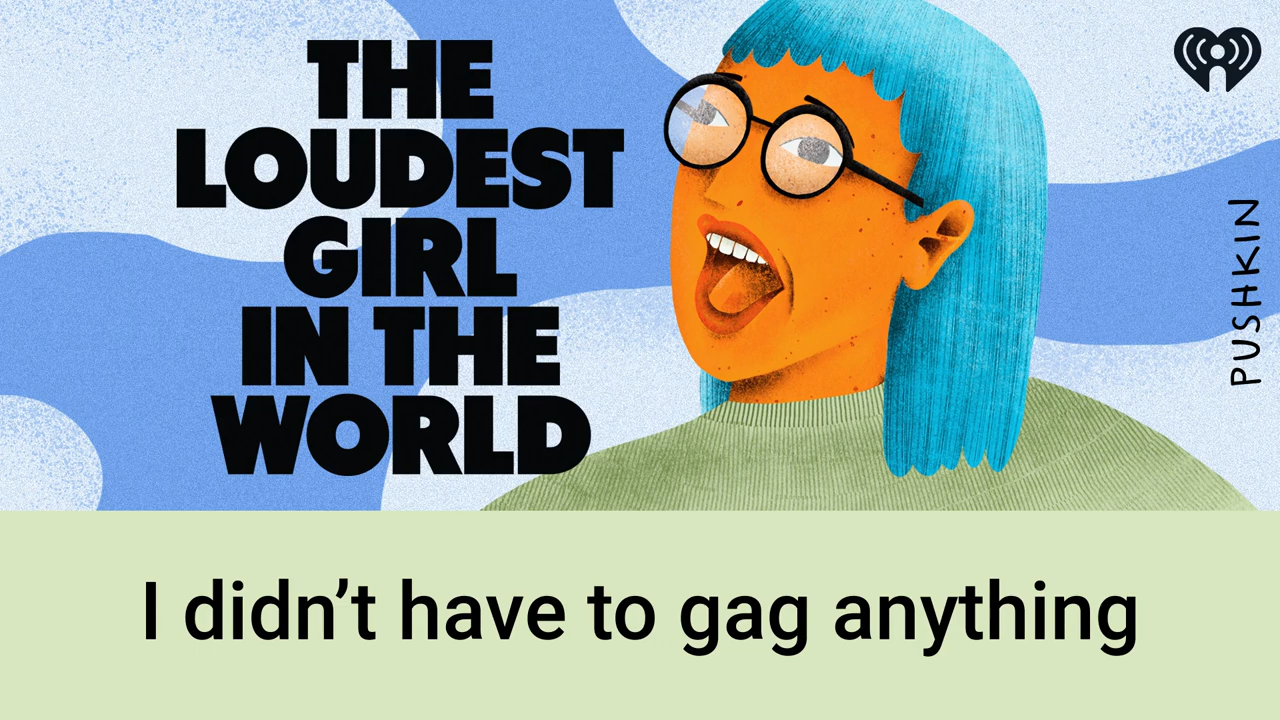 THE
LOUDEST
GIRL
IN THE
WORLD
PUSHKIN
I didn’t have to gag anything